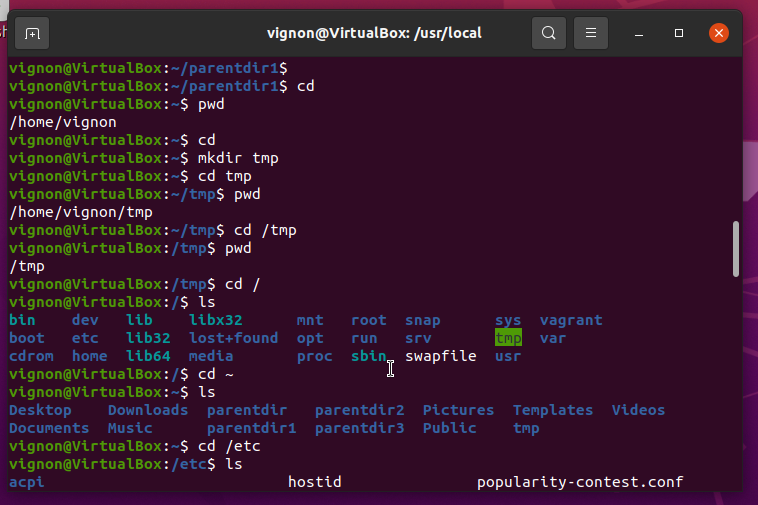 vignon@VirtualBox: /usr/local
vignon@VirtualBox:~/parentdir1$
vignon@VirtualBox:~/parentdir1$ cd
vignon@VirtualBox:~$ pwd
/home/vignon
vignon@VirtualBox:~$ cd
vignon@VirtualBox:~$ mkdir tmp
vignon@VirtualBox:~$ cd tmp
vignon@VirtualBox:~/tmp$ pwd
/home/vignon/tmp
vignon@VirtualBox:~/tmp$ cd /tmp
vignon@VirtualBox:/tmp$ pwd
/tmp
vignon@VirtualBox:/tmp$ cd /
vignon@VirtualBox:/$ ls
bin dev lib libx32 mnt root snap sys vagrant
boot etc lib32 lost+found opt run srv tmp var
cdrom home lib64 media proc sbin swapfile usr
vignon@VirtualBox:/$ cd ~
vignon@VirtualBox:~$ ls
Desktop Downloads parentdir parentdir2 Pictures Templates Videos
Documents Music parentdir1 parentdir3 Public tmp
vignon@VirtualBox:~$ cd /etc
vignon@VirtualBox:/etc$ ls
acpi hostid popularity-contest.conf